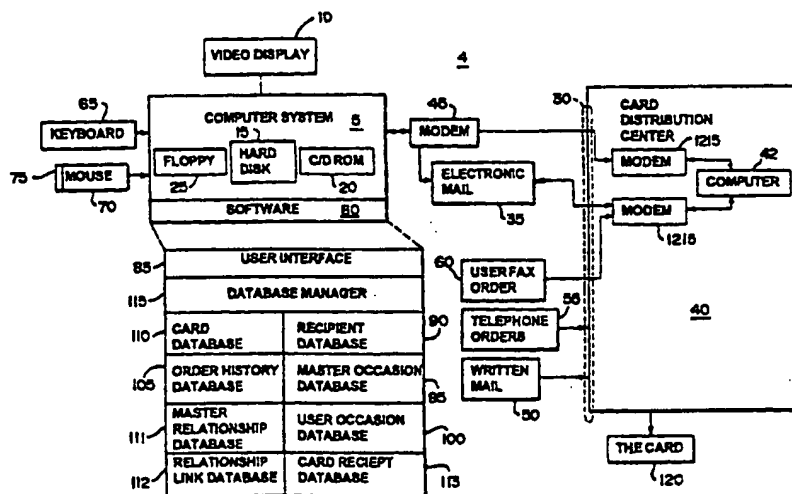 10
VIDEO DISPLAY
4
65
KEYBOARD
75
MOUSE
70
COMPUTER SYSTEM 5
15
FLOPPY
25
HARD
DISK
C/D ROM
20
SOFTWARE 80
45
MODEM
ELECTRONIC
MAIL
35
30
CARD
DISTRIBUTION
CENTER
1215
MODEM
42
COMPUTER
MODEM
1215
40
60
USER FAX
ORDER
55
TELEPHONE
ORDERS
WRITTEN
MAIL
50
THE CARD
120
85
USER INTERFACE
115
DATABASE MANAGER
110
CARD
DATABASE
RECIPIENT
DATABASE
90
105
ORDER HISTORY
DATABASE
MASTER OCCASION
DATABASE
95
111
MASTER
RELATIONSHIP
DATABASE
USER OCCASION
DATABASE
100
112
RELATIONSHIP
LINK DATABASE
CARD RECIEPT
DATABASE
113